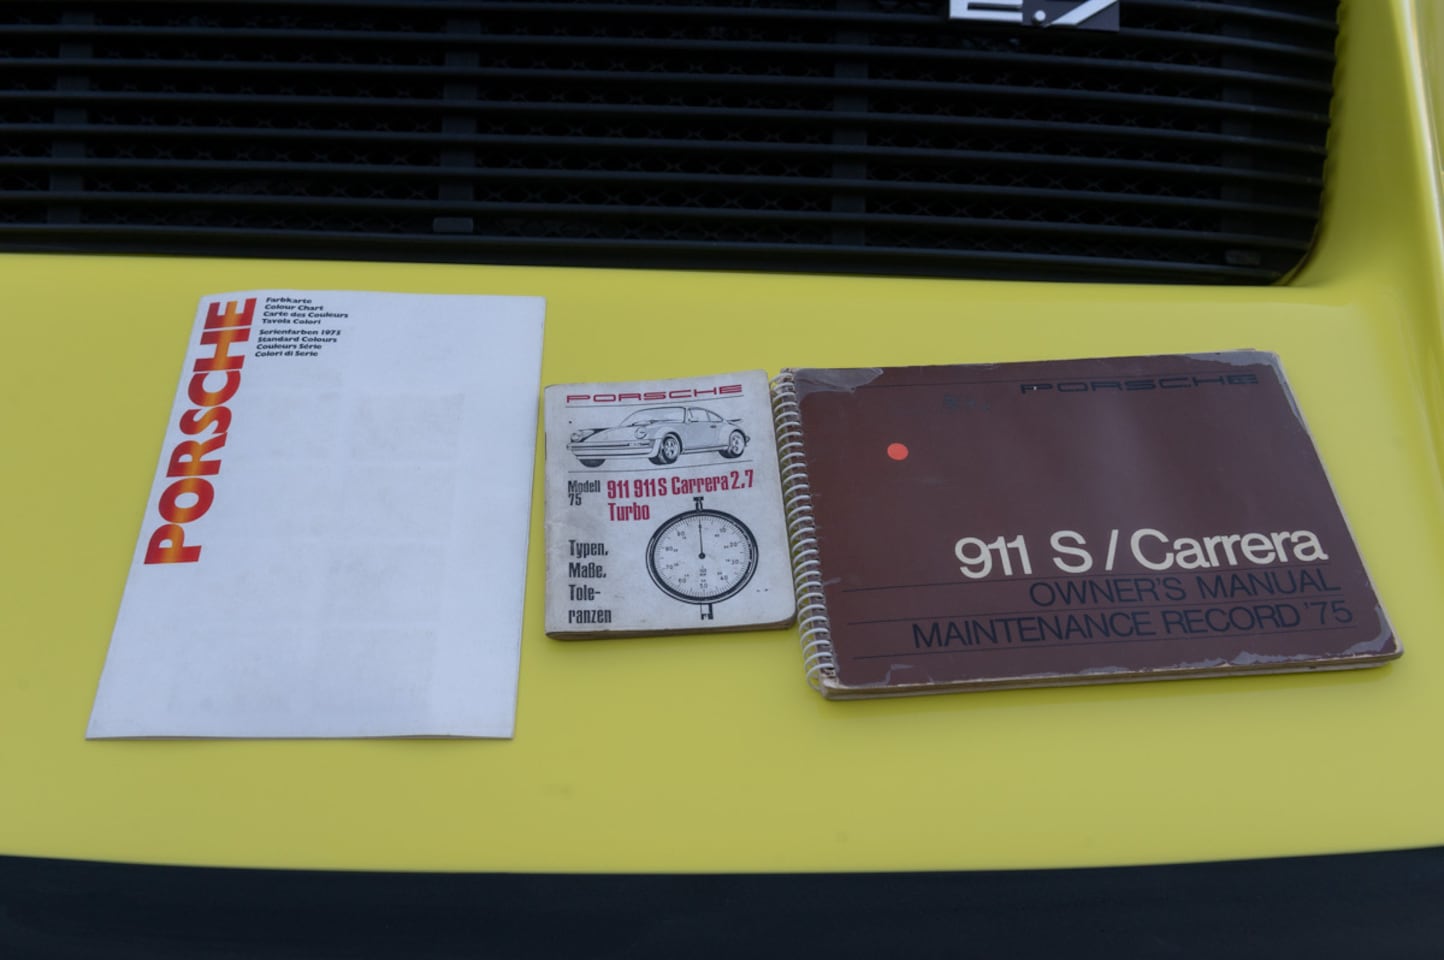 2.7
PORSCHE
Farbkarte
Colour Chart
Carte des Couleurs
Tavola Colori
Serienfarben 1975
Standard Colours
Couleurs Série
Colori di Serie
PORSCHE
Modell
75
911 911 S Carrera 2.7
Turbo
Typen,
Maße,
Tole-
ranzen
PORSCHE
911 S / Carrera
OWNER'S MANUAL
MAINTENANCE RECORD '75